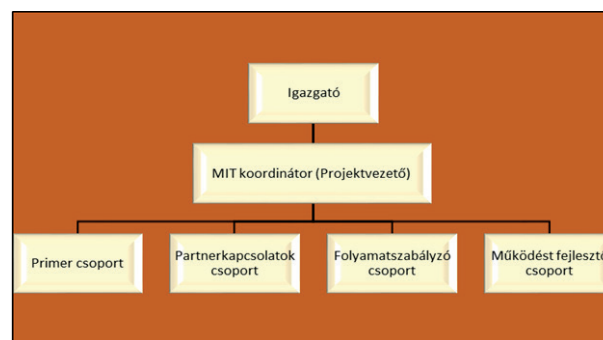 Igazgató
MIT koordinátor (Projektvezető)
Primer csoport
Partnerkapcsolatok
csoport
Folyamatszabályzó
csoport
Működést fejlesztő
csoport